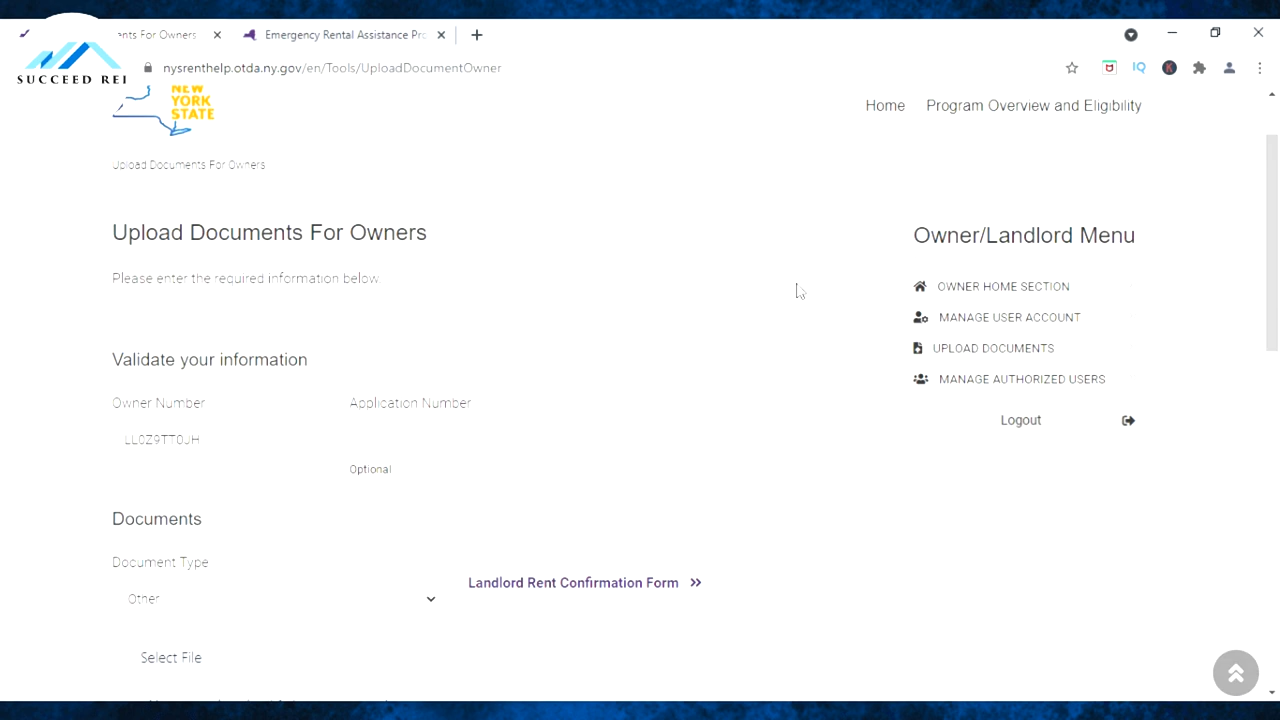 ents For Owners
Emergency Rental Assistance Pro
SUCCEED REI
nysrenthelp.otda.ny.gov/en/Tools/UploadDocumentOwner
IQ
K
NEW
YORK
STATE
Home
Program Overview and Eligibility
Upload Documents For Owners
Upload Documents For Owners
Please enter the required information below.
Owner/Landlord Menu
OWNER HOME SECTION
MANAGE USER ACCOUNT
UPLOAD DOCUMENTS
MANAGE AUTHORIZED USERS
Logout
Validate your information
Owner Number
Application Number
LL0Z9TT0JH
Optional
Documents
Document Type
Landlord Rent Confirmation Form
Other
Select File